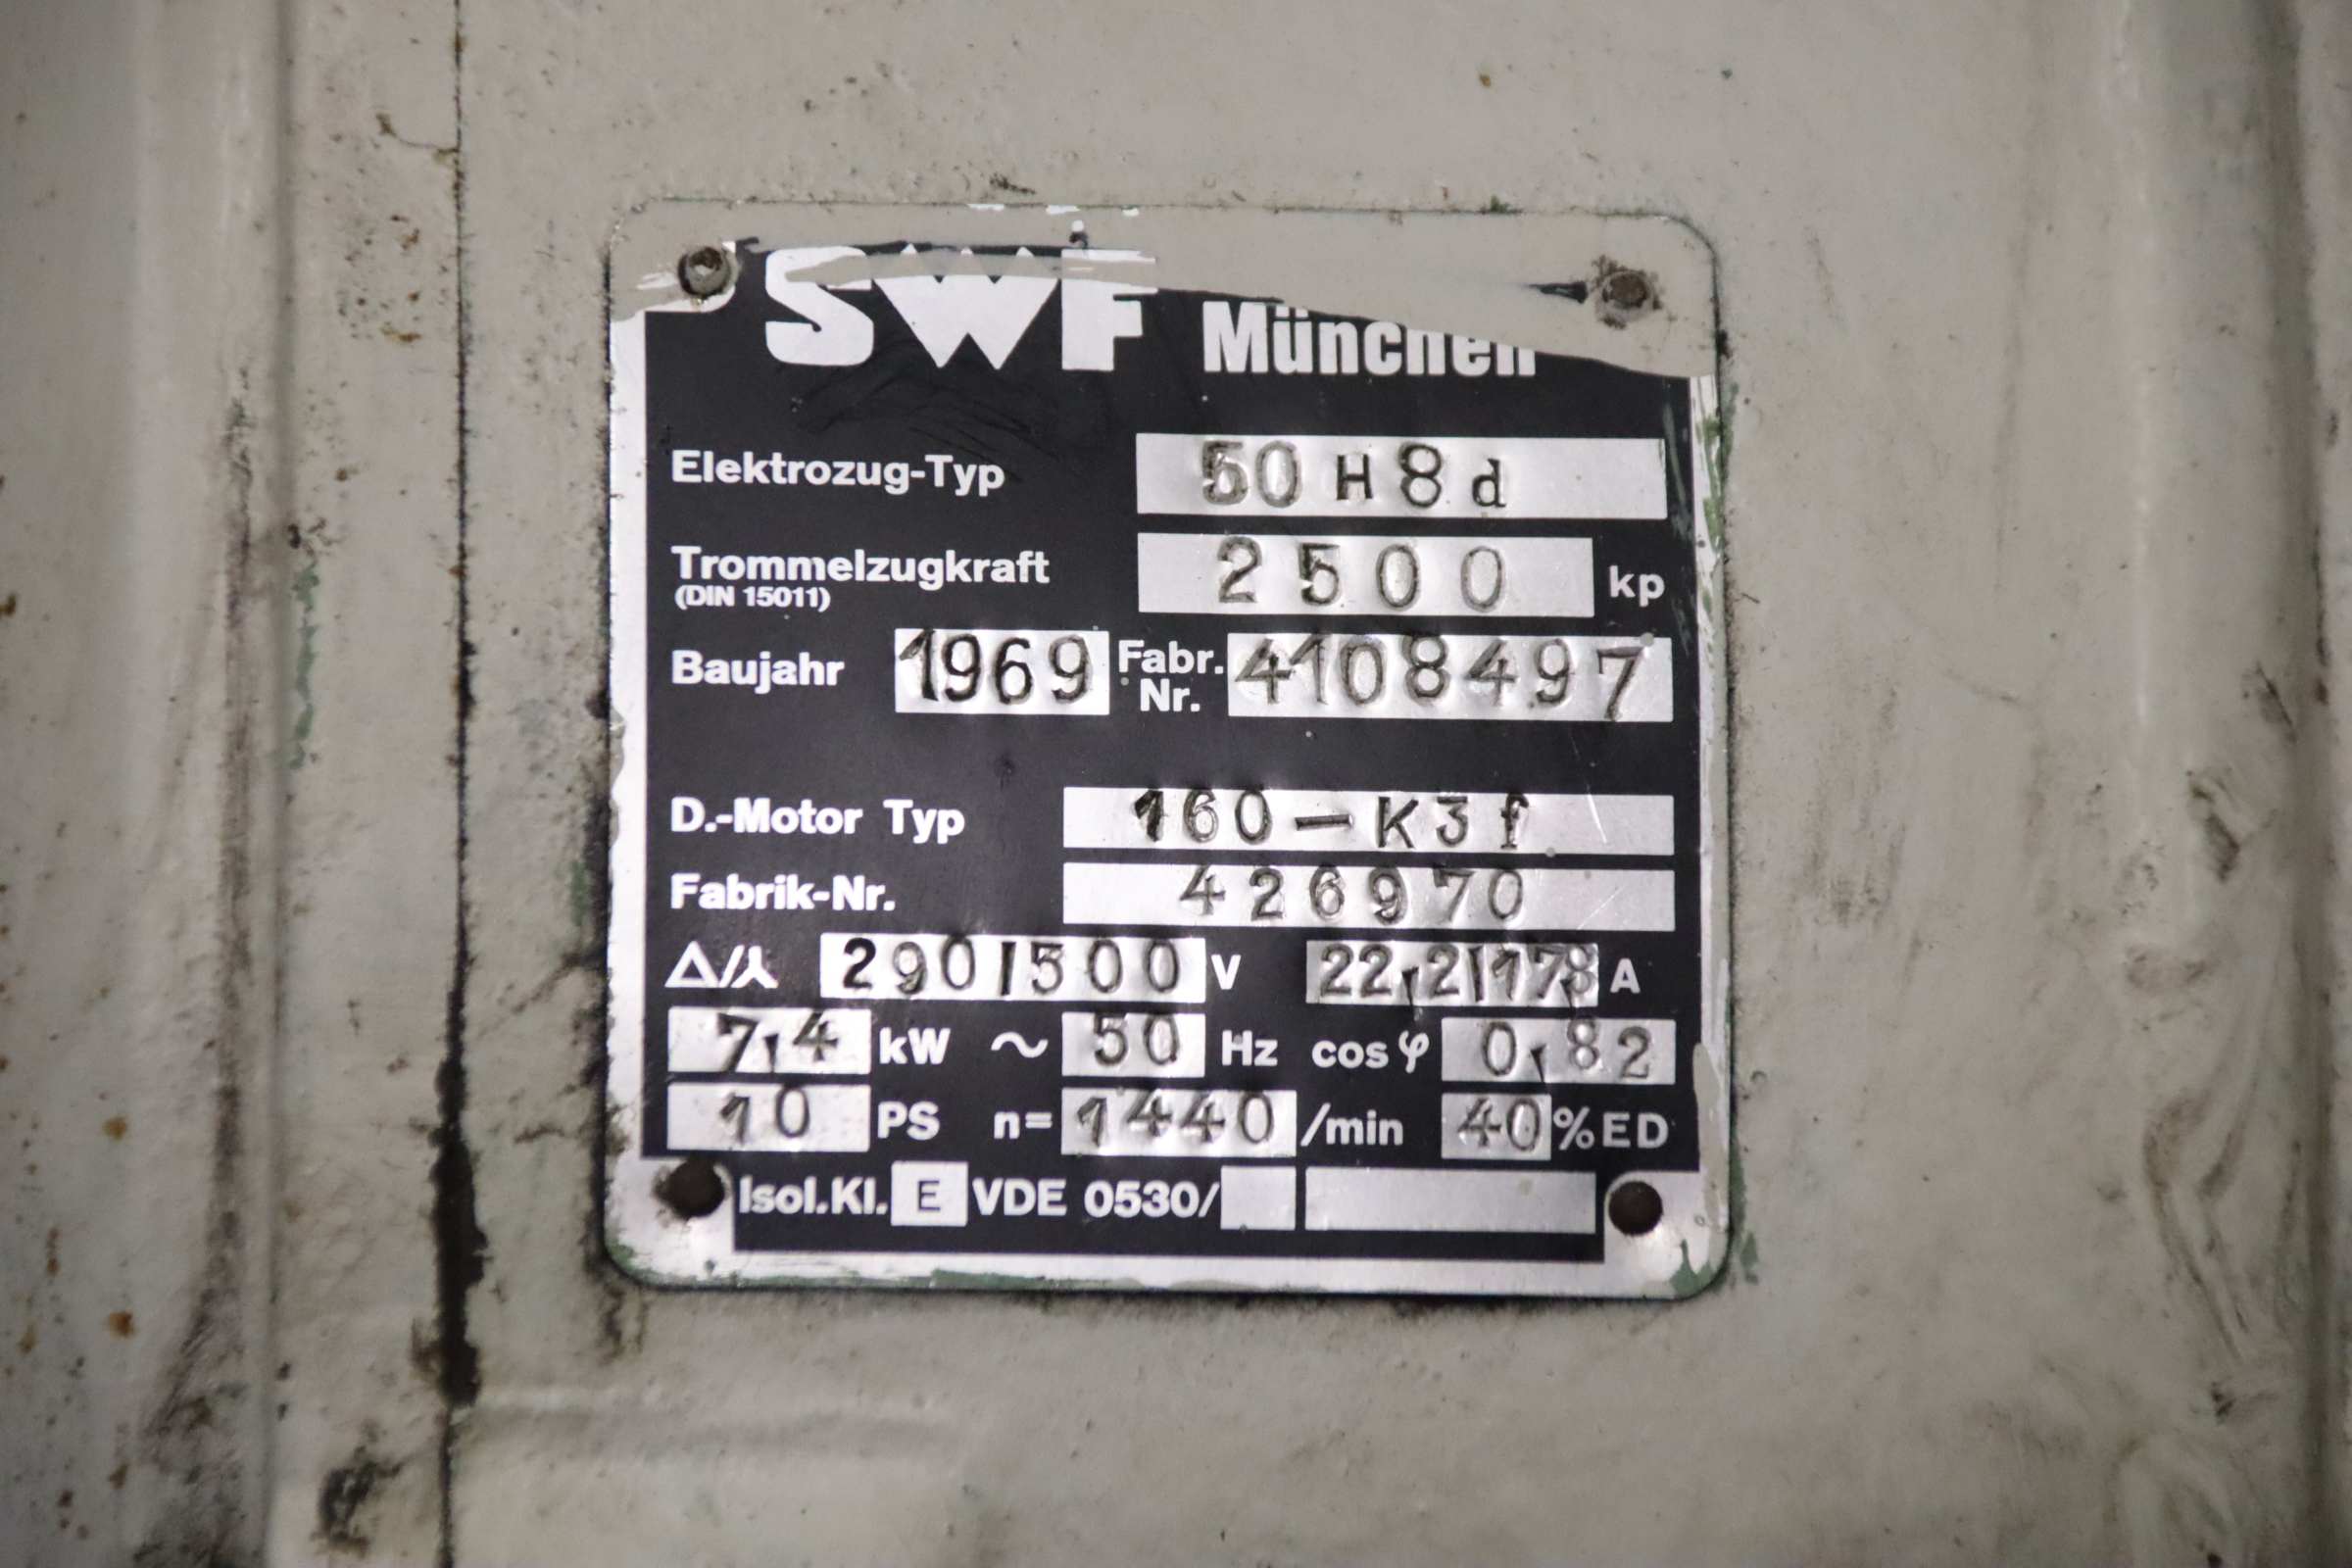 SWF München
Elektrozug-Typ 50 H 8 d
Trommelzugkraft 2500 kp
(DIN 15011)
Baujahr 1969 Fabr. Nr. 4108497
D.-Motor Typ 160-K3f
Fabrik-Nr. 426970
△/⅄ 290/500 V 22,2/17,8 A
7,4 kW ~ 50 Hz cos φ 0,82
10 PS n= 1440 /min 40 % ED
Isol.Kl. E VDE 0530/